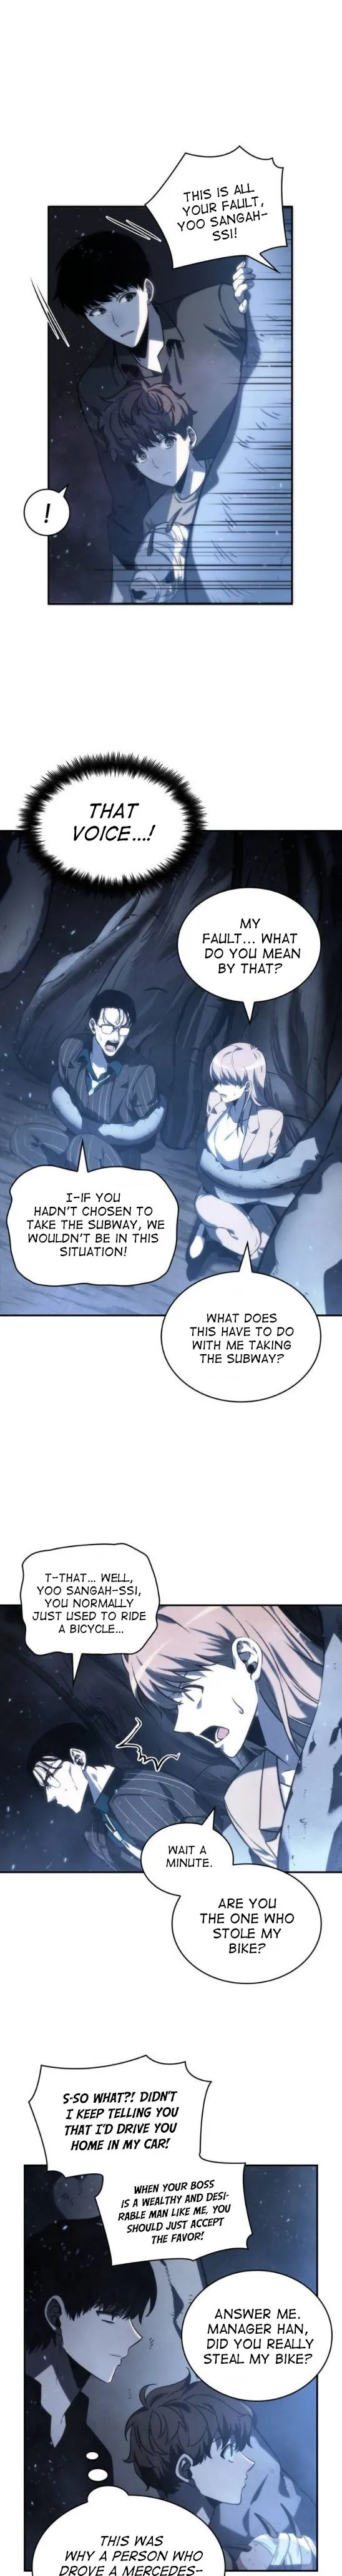 THIS IS ALL
YOUR FAULT,
YOO SANGAH-
SSI!
!
THAT
VOICE...!
MY
FAULT... WHAT
DO YOU MEAN
BY THAT?
I-IF YOU
HADN'T CHOSEN TO
TAKE THE SUBWAY, WE
WOULDN'T BE IN THIS
SITUATION!
WHAT DOES
THIS HAVE TO DO
WITH ME TAKING
THE SUBWAY?
T-THAT... WELL,
YOO SANGAH-SSI,
YOU NORMALLY
JUST USED TO RIDE
A BICYCLE...
WAIT A
MINUTE.
ARE YOU
THE ONE WHO
STOLE MY
BIKE?
S-SO WHAT?! DIDN'T
I KEEP TELLING YOU
THAT I'D DRIVE YOU
HOME IN MY CAR!
WHEN YOUR BOSS
IS A WEALTHY AND DESI-
RABLE MAN LIKE ME, YOU
SHOULD JUST ACCEPT
THE FAVOR!
ANSWER ME.
MANAGER HAN,
DID YOU REALLY
STEAL MY BIKE?
THIS WAS
WHY A PERSON WHO
DROVE A MERCEDES-